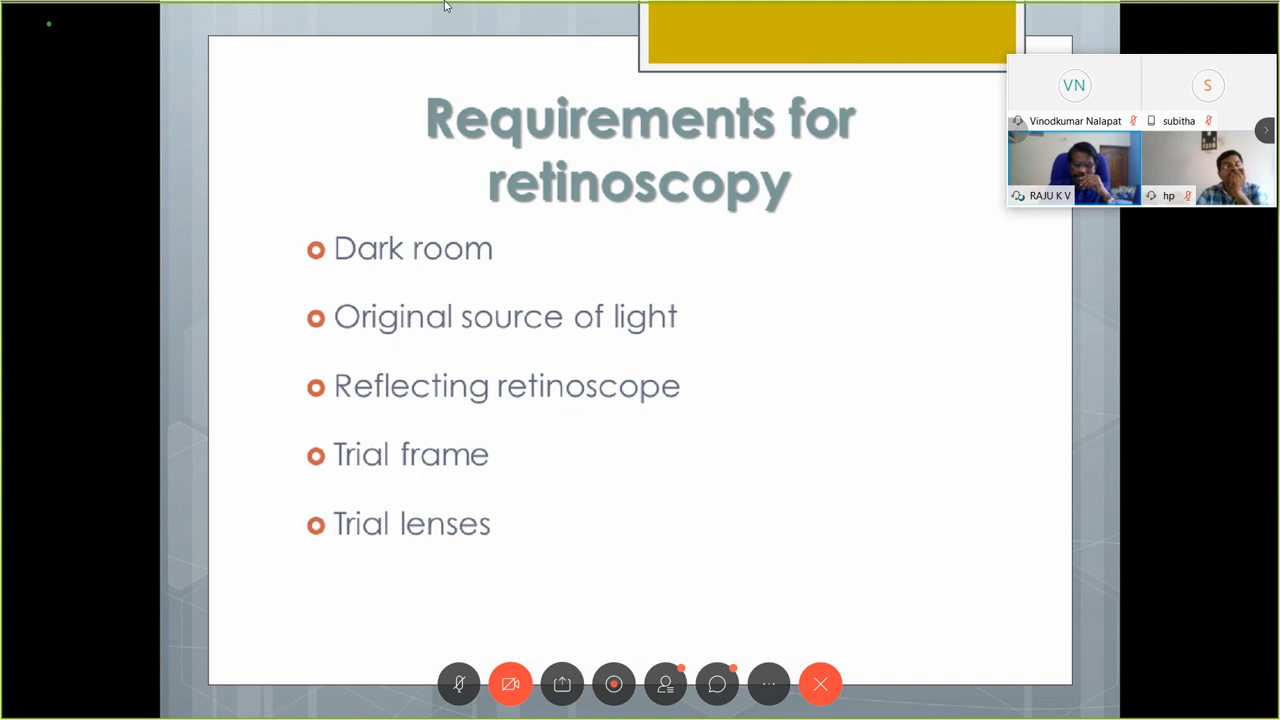 Requirements for
retinoscopy
Dark room
Original source of light
Reflecting retinoscope
Trial frame
Trial lenses
VN
S
Vinodkumar Nalapat
subitha
RAJU K V
hp